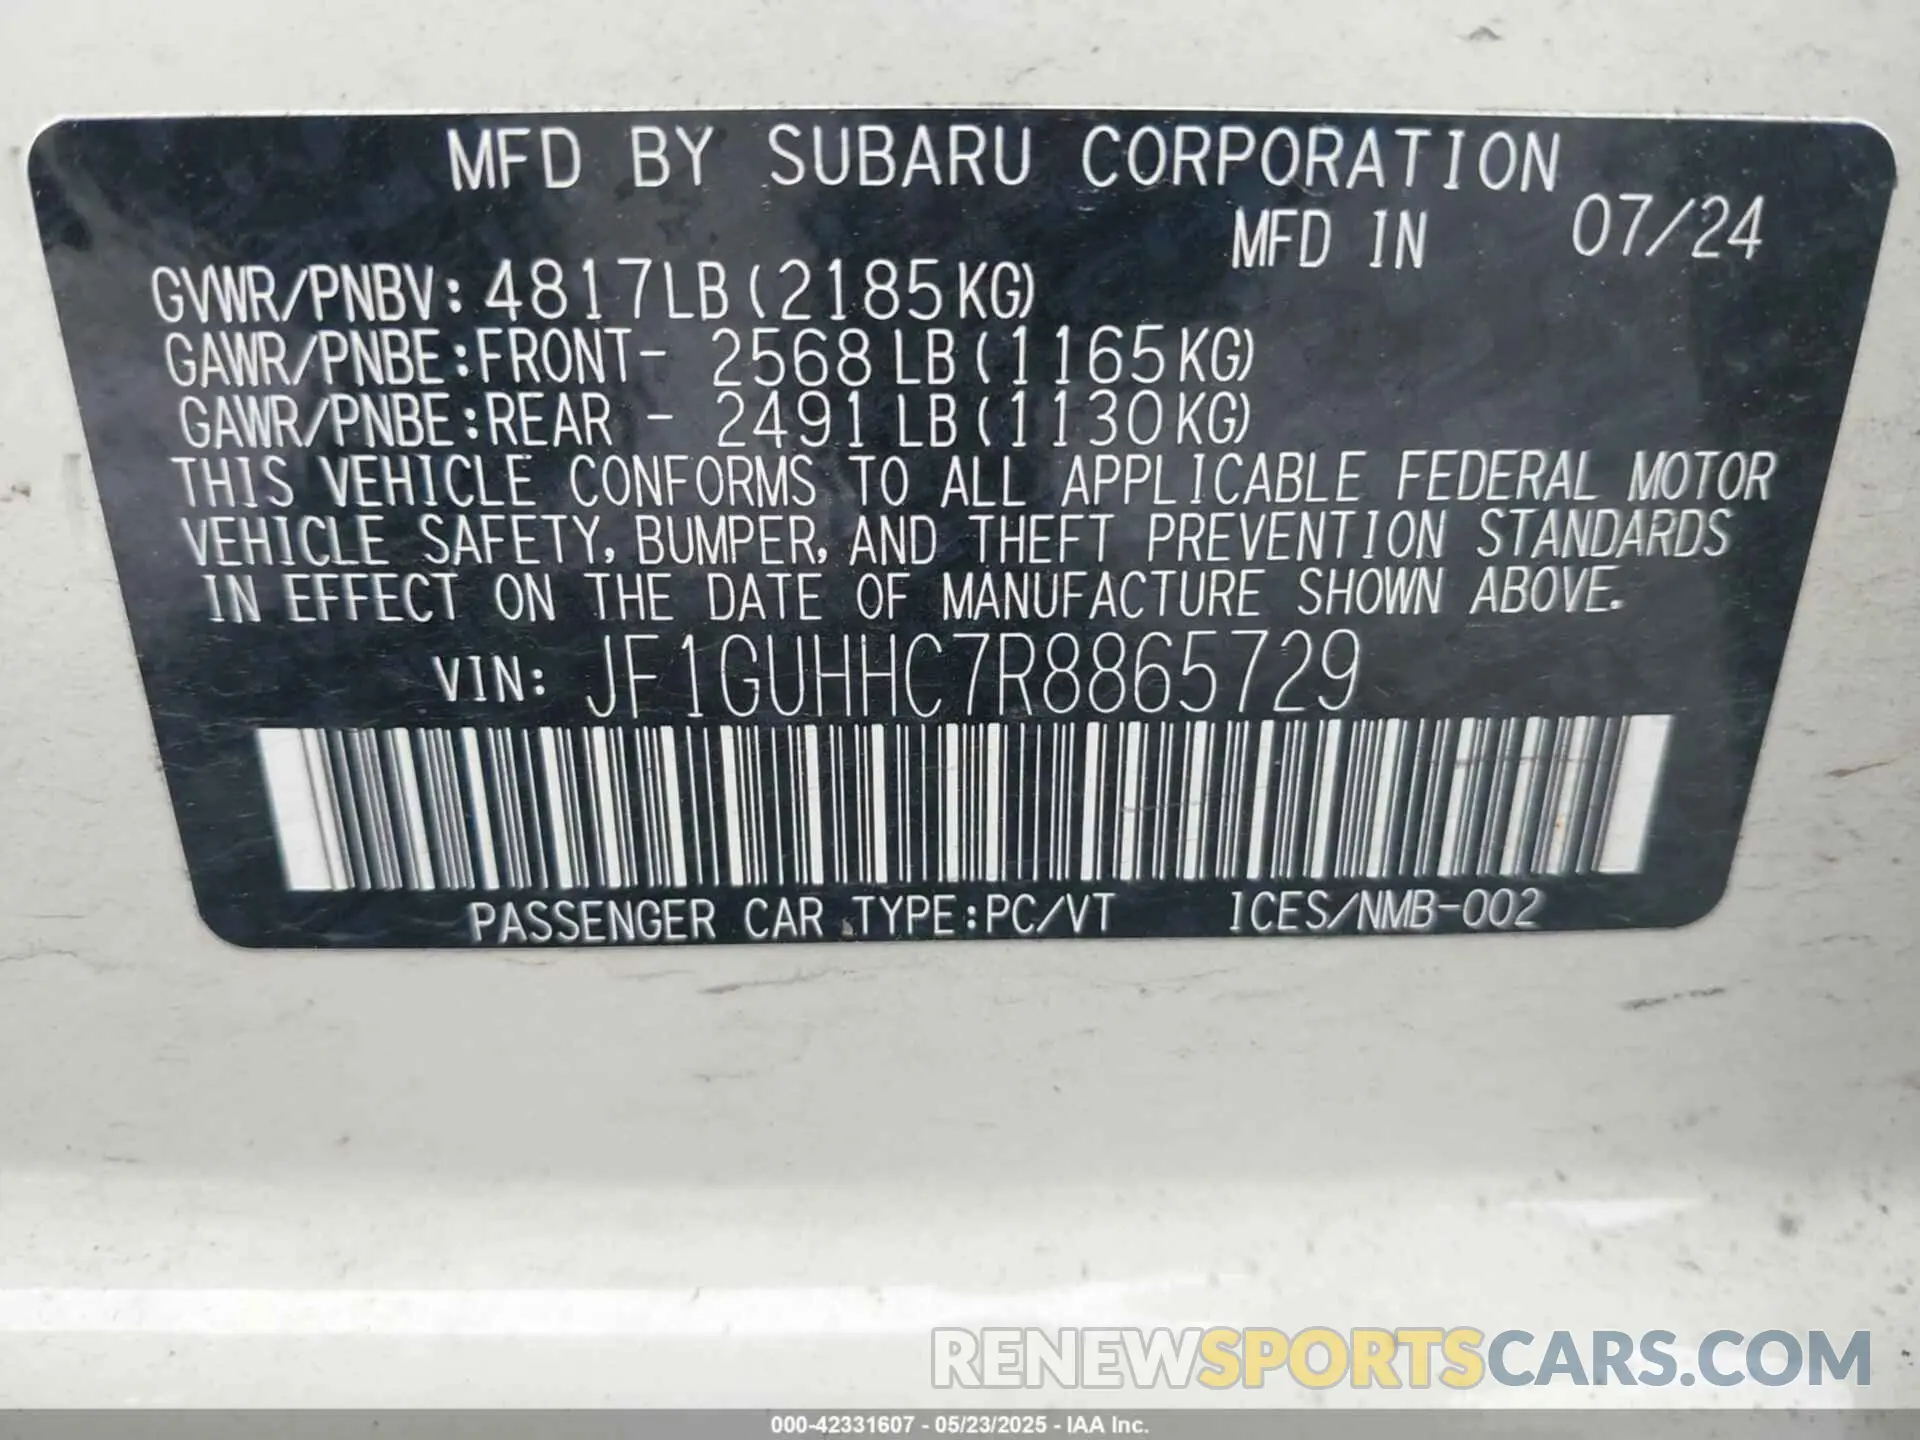 MFD BY SUBARU CORPORATION
MFD IN 07/24
GVWR/PNBV: 4817LB (2185KG)
GAWR/PNBE:FRONT- 2568 LB (1165KG)
GAWR/PNBE:REAR - 2491 LB (1130KG)
THIS VEHICLE CONFORMS TO ALL APPLICABLE FEDERAL MOTOR
VEHICLE SAFETY, BUMPER, AND THEFT PREVENTION STANDARDS
IN EFFECT ON THE DATE OF MANUFACTURE SHOWN ABOVE.
VIN: JF1GUHHC7R8865729
PASSENGER CAR TYPE:PC/VT ICES/NMB-002
RENEWSPORTSCARS.COM
000-42331607 - 05/23/2025 - IAA Inc.